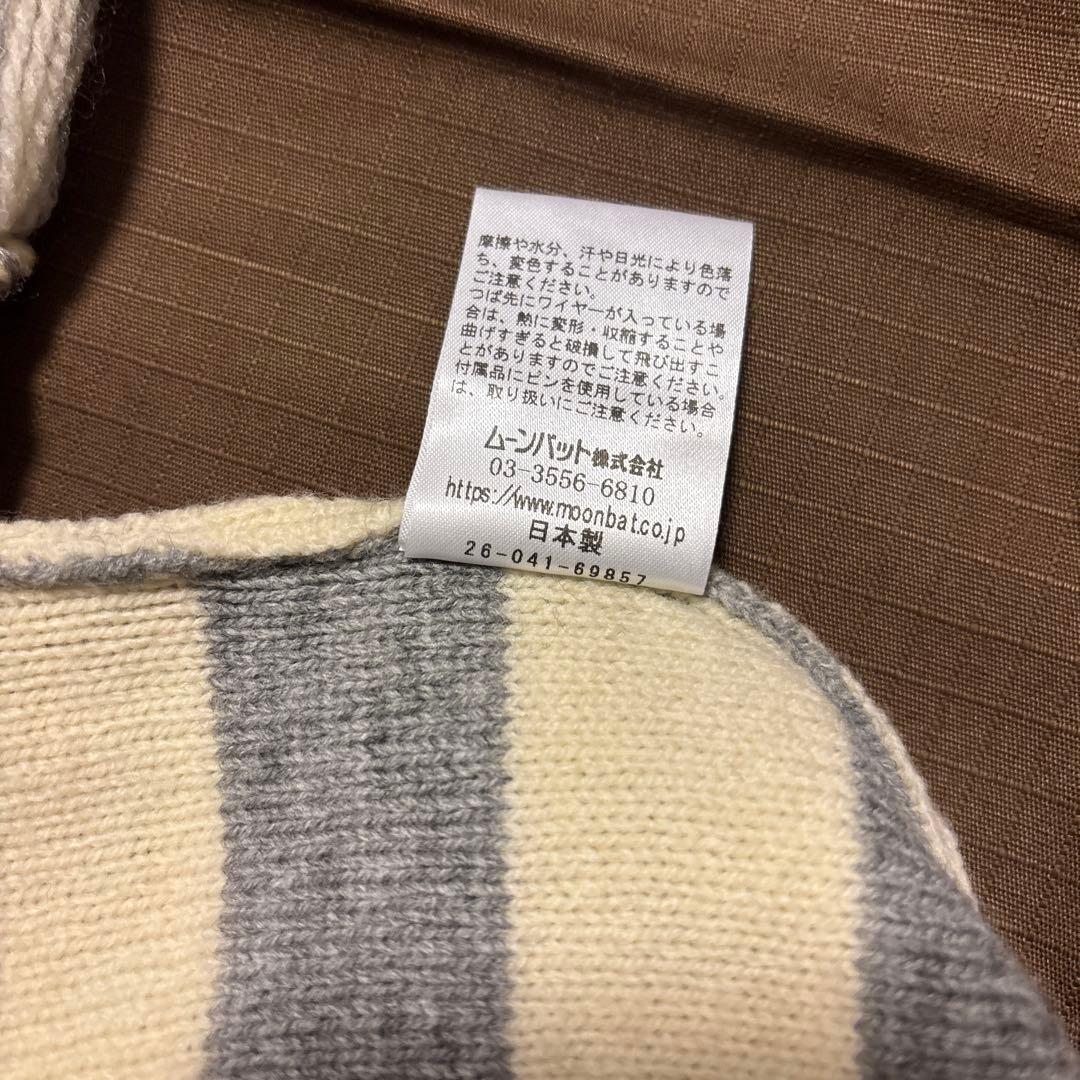 摩擦や水分、汗や日光により色落
ち、変色することがありますので
ご注意ください。
つば先にワイヤーが入っている場
合は、熱に変形・収縮することや
曲げすぎると破損して飛び出すこ
とがありますのでご注意ください。
付属品にピンを使用している場合
は、取り扱いにご注意ください。
ムーンバット株式会社
03-3556-6810
https://www.moonbat.co.jp
日本製
26-041-69857